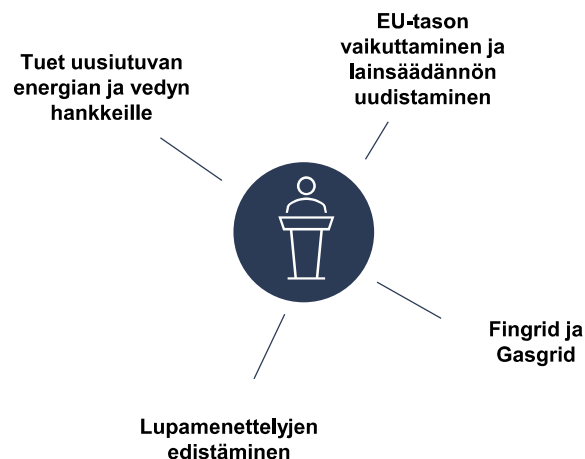 Tuet uusiutuvan
energian ja vedyn
hankkeille
EU-tason
vaikuttaminen ja
lainsäädännön
uudistaminen
Fingrid ja
Gasgrid
Lupamenettelyjen
edistäminen